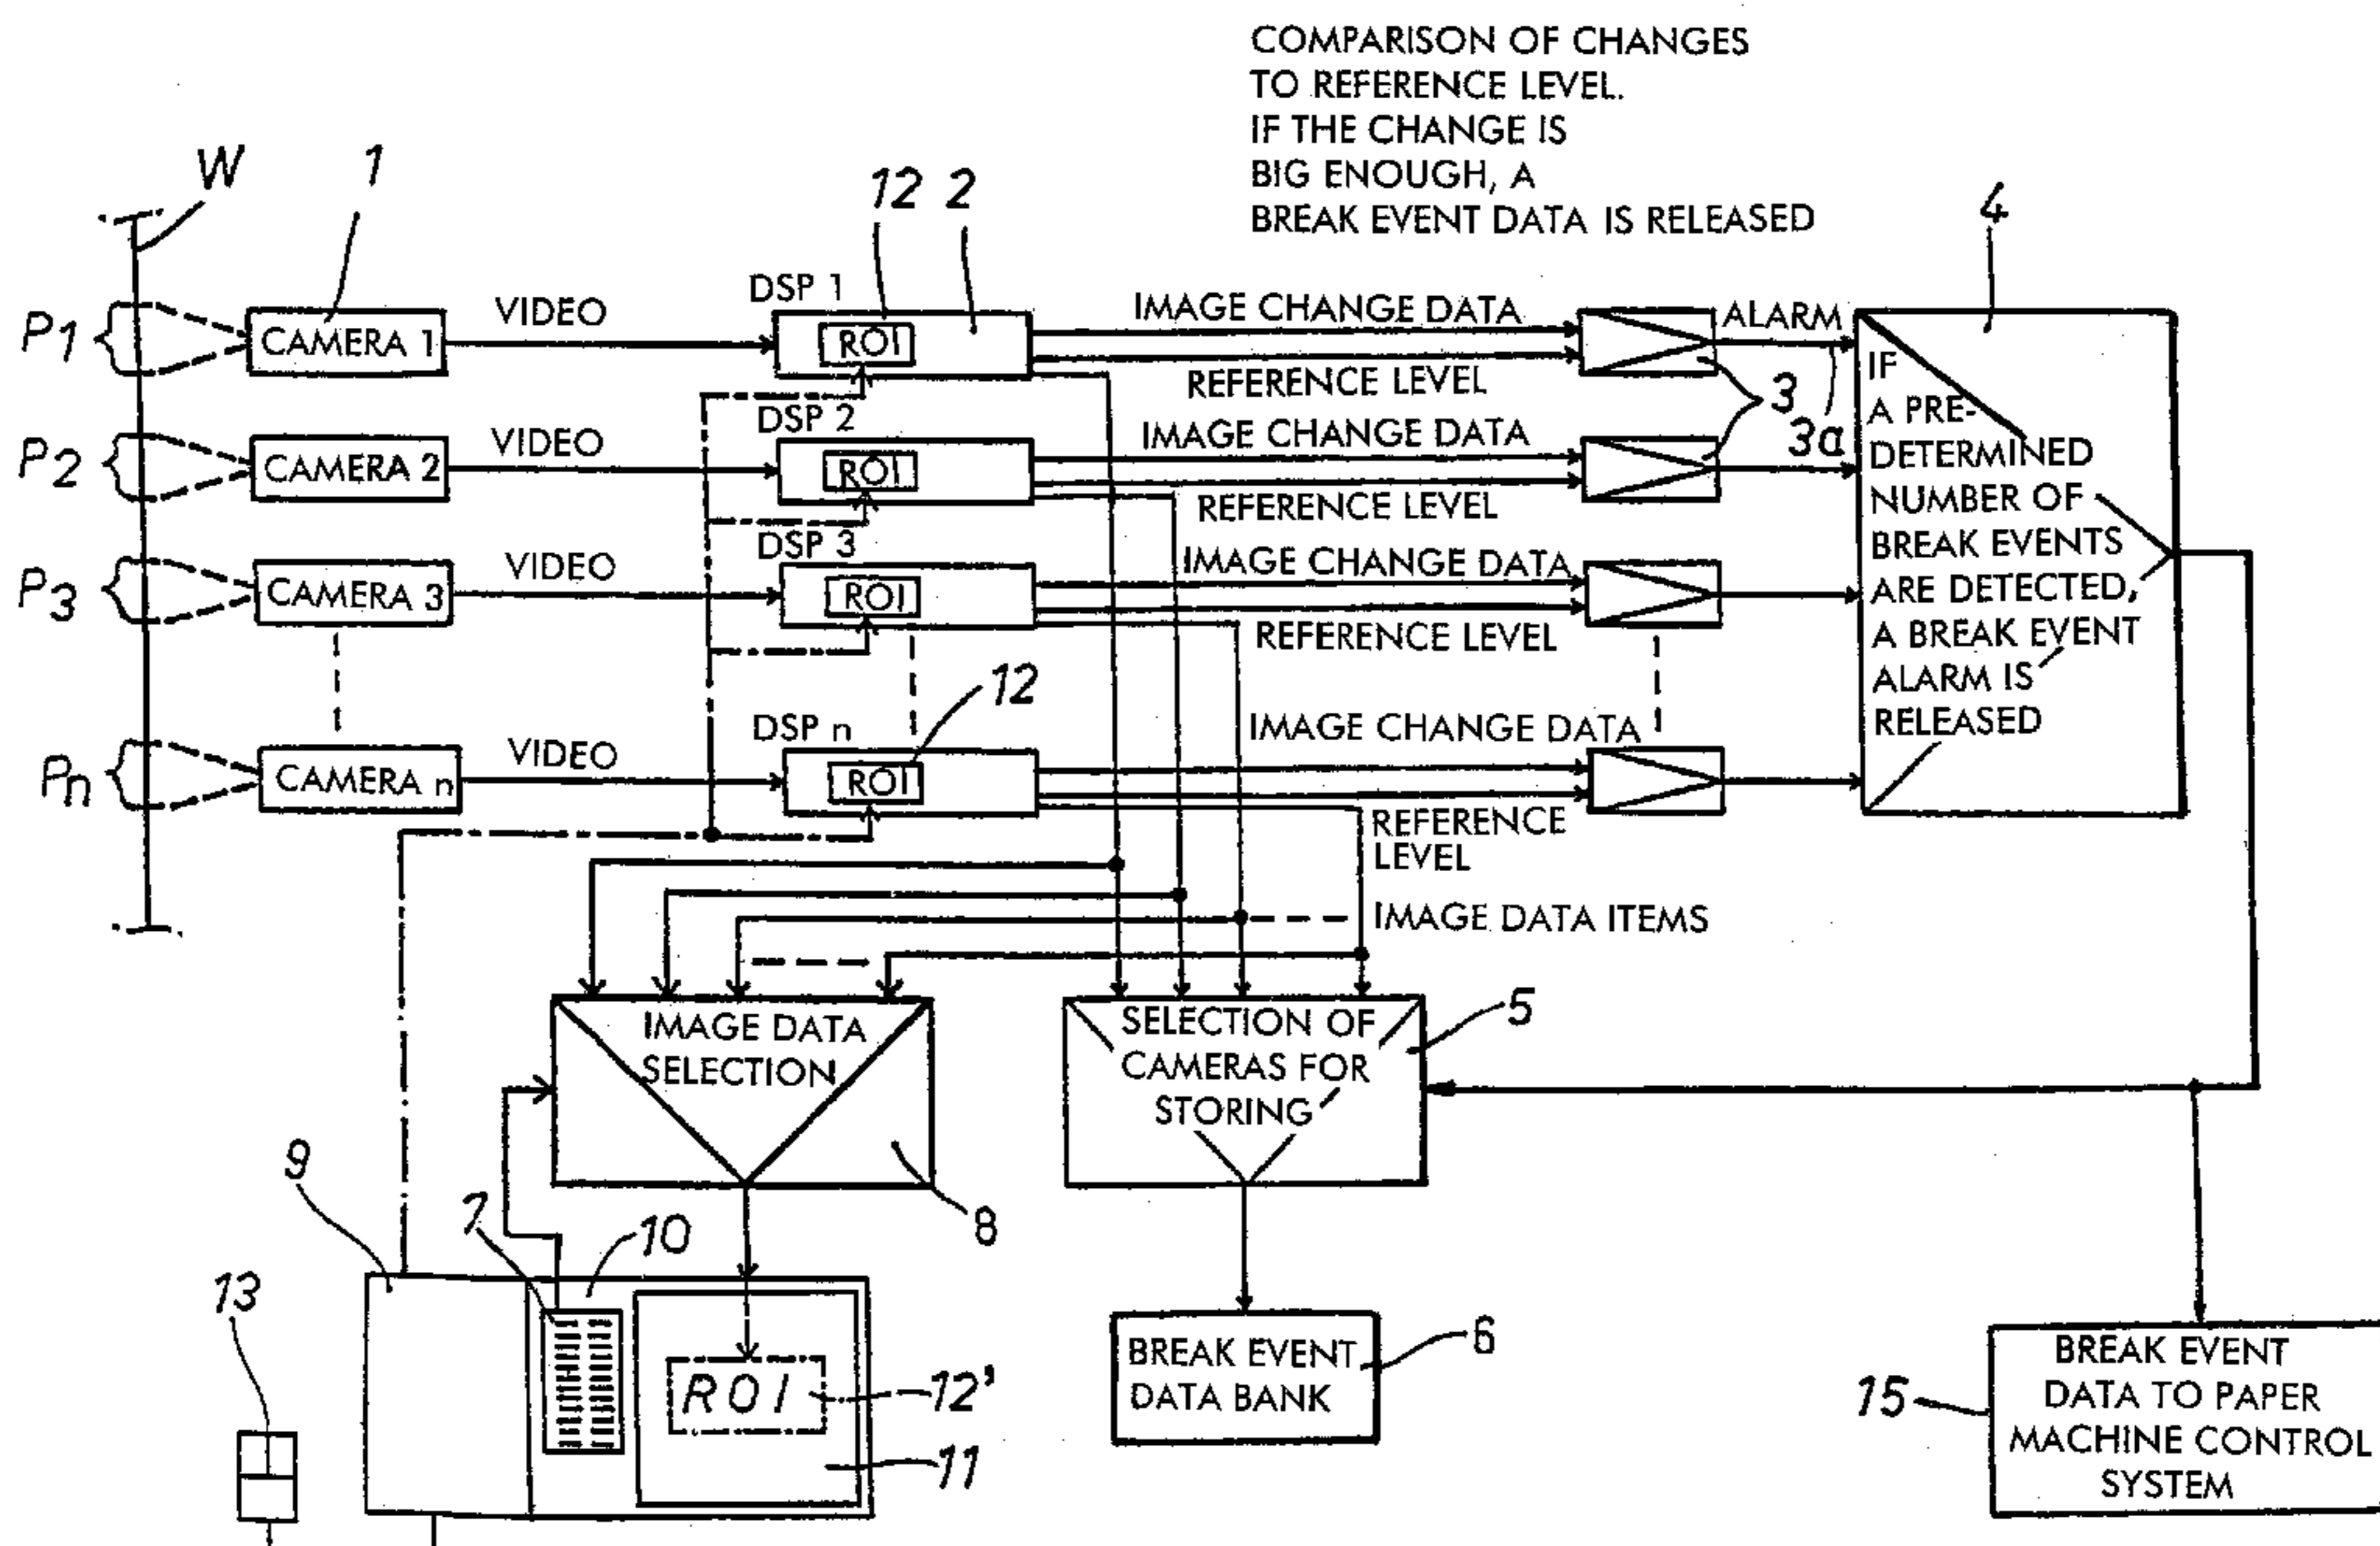 COMPARISON OF CHANGES
TO REFERENCE LEVEL.
IF THE CHANGE IS
BIG ENOUGH, A
BREAK EVENT DATA IS RELEASED
W
1
12
2
4
P1
CAMERA 1
VIDEO
DSP 1
ROI
IMAGE CHANGE DATA
REFERENCE LEVEL
ALARM
3
3a
P2
CAMERA 2
VIDEO
DSP 2
ROI
IMAGE CHANGE DATA
REFERENCE LEVEL
P3
CAMERA 3
VIDEO
DSP 3
ROI
IMAGE CHANGE DATA
REFERENCE LEVEL
Pn
CAMERA n
VIDEO
DSP n
ROI
12
IMAGE CHANGE DATA
REFERENCE
LEVEL
IF
A PRE-
DETERMINED
NUMBER OF
BREAK EVENTS
ARE DETECTED,
A BREAK EVENT
ALARM IS
RELEASED
IMAGE DATA ITEMS
IMAGE DATA
SELECTION
8
SELECTION OF
CAMERAS FOR
STORING
5
9
7
10
13
ROI
12'
11
BREAK EVENT
DATA BANK
6
15
BREAK EVENT
DATA TO PAPER
MACHINE CONTROL
SYSTEM